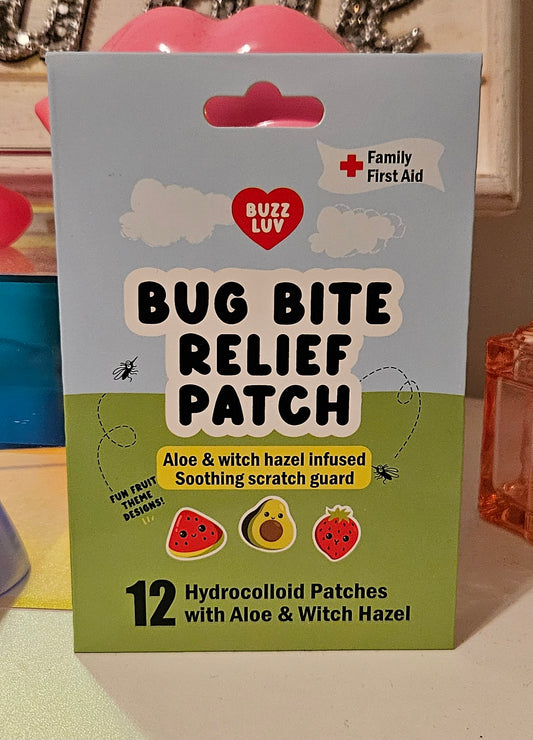 Family
First Aid
BUZZ
LUV
BUG BITE
RELIEF
PATCH
Aloe & witch hazel infused
Soothing scratch guard
FUN FRUIT
THEME
DESIGNS!
12 Hydrocolloid Patches
with Aloe & Witch Hazel